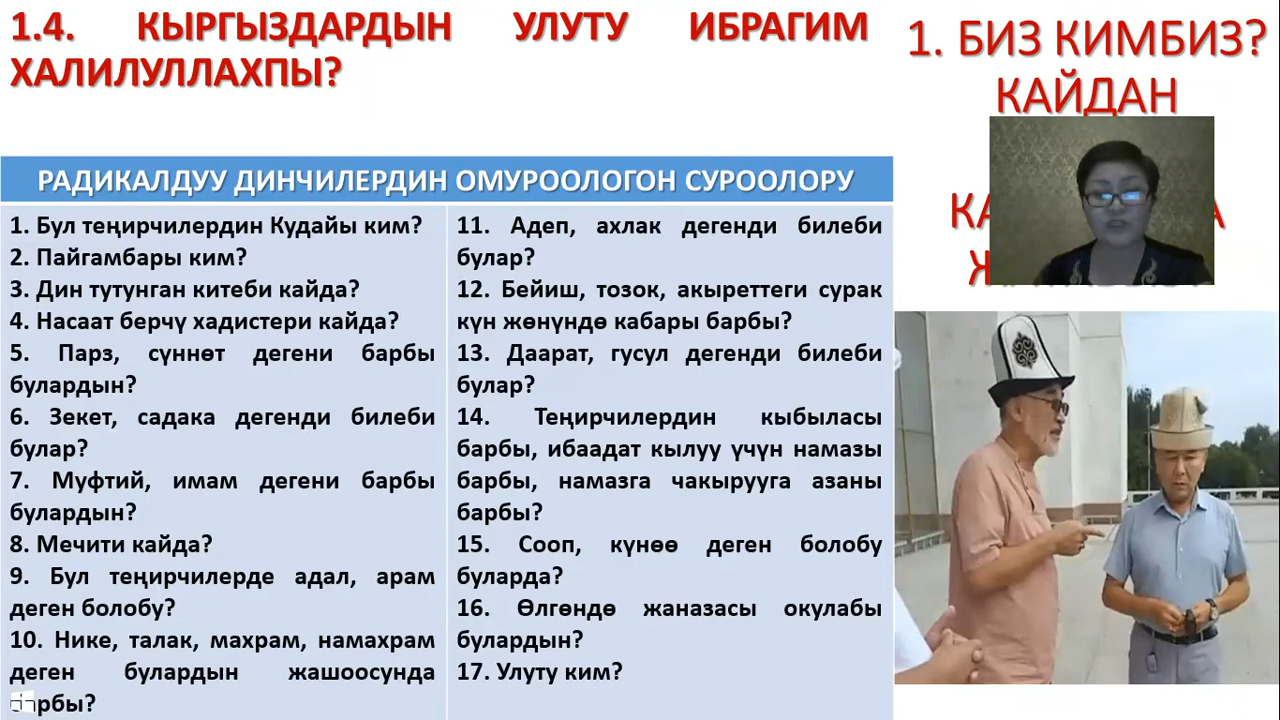 1.4. КЫРГЫЗДАРДЫН УЛУТУ ИБРАГИМ
ХАЛИЛУЛЛАХПЫ?
РАДИКАЛДУУ ДИНЧИЛЕРДИН ОМУРООЛОГОН СУРООЛОРУ
1. Бул теңирчилердин Кудайы ким?
2. Пайгамбары ким?
3. Дин тутунган китеби кайда?
4. Насаат берчү хадистери кайда?
5. Парз, сүннөт дегени барбы
булардын?
6. Зекет, садака дегенди билеби
булар?
7. Муфтий, имам дегени барбы
булардын?
8. Мечити кайда?
9. Бул теңирчилерде адал, арам
деген болобу?
10. Нике, талак, махрам, намахрам
деген булардын жашоосунда
11. Адеп, ахлак дегенди билеби
булар?
12. Бейиш, тозок, акыреттеги сурак
күн жөнүндө кабары барбы?
13. Даарат, гусул дегенди билеби
булар?
14. Теңирчилердин кыбыласы
барбы, ибаадат кылуу үчүн намазы
барбы, намазга чакырууга азаны
барбы?
15. Сооп, күнөө деген болобу
буларда?
16. Өлгөндө жаназасы окулабы
булардын?
17. Улуту ким?
1. БИЗ КИМБИЗ?
КАЙДАН